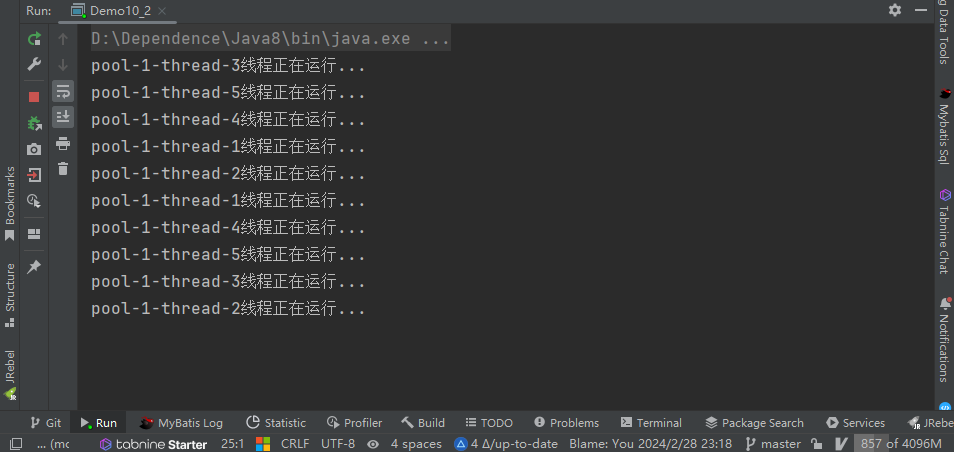 Run: Demo10_2
D:\Dependence\Java8\bin\java.exe ...
pool-1-thread-3线程正在运行...
pool-1-thread-5线程正在运行...
pool-1-thread-4线程正在运行...
pool-1-thread-1线程正在运行...
pool-1-thread-2线程正在运行...
pool-1-thread-1线程正在运行...
pool-1-thread-4线程正在运行...
pool-1-thread-5线程正在运行...
pool-1-thread-3线程正在运行...
pool-1-thread-2线程正在运行...
Bookmarks
Structure
JRebel
g Data Tools
Mybatis Sql
Tabnine Chat
Notifications
Git Run MyBatis Log Statistic Profiler Build TODO Problems Terminal Package Search Services JRebe
... (mc tabnine Starter 25:1 CRLF UTF-8 4 spaces 4 Δ/up-to-date Blame: You 2024/2/28 23:18 master 857 of 4096M